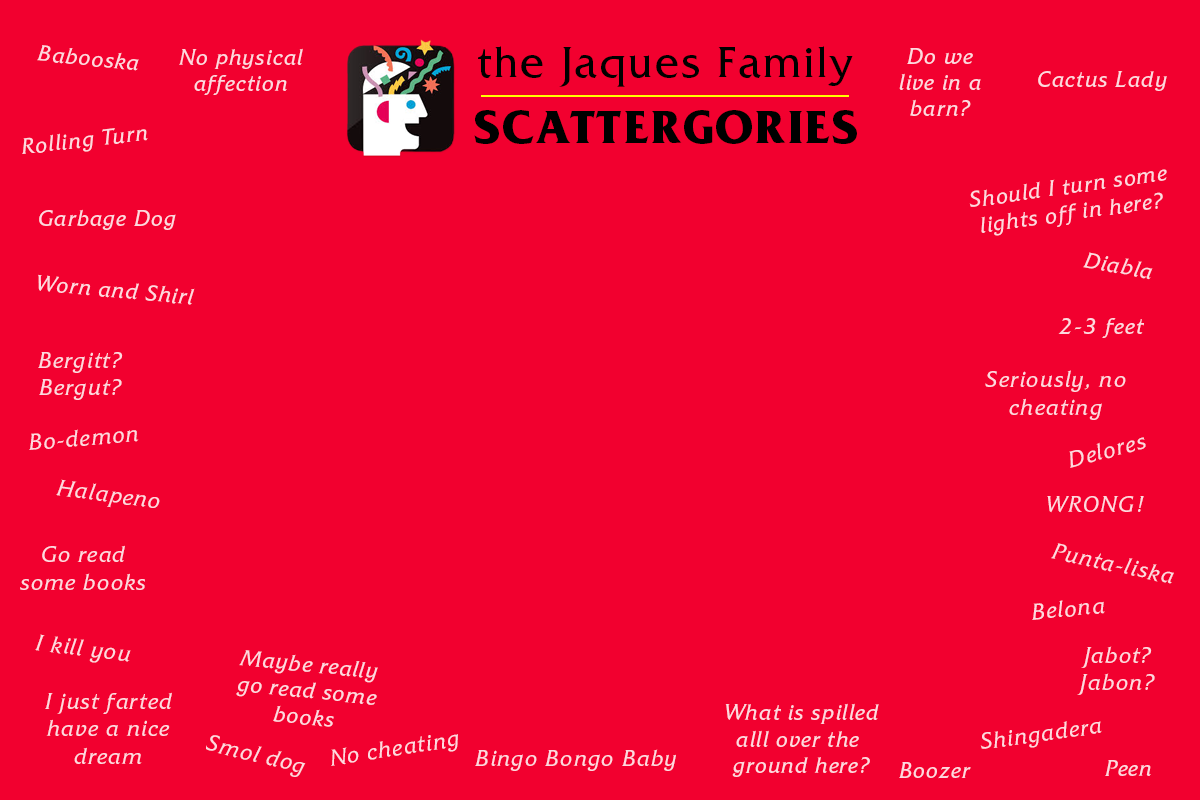 Babooska
No physical
affection
the Jaques Family
SCATTERGORIES
Do we
live in a
barn?
Cactus Lady
Rolling Turn
Should I turn some
lights off in here?
Garbage Dog
Diabla
Worn and Shirl
2-3 feet
Bergitt?
Bergut?
Seriously, no
cheating
Bo-demon
Delores
Halapeno
WRONG!
Go read
some books
Punta-liska
Belona
I kill you
Maybe really
go read some
books
Jabot?
Jabon?
I just farted
have a nice
dream
Smol dog
No cheating
Bingo Bongo Baby
What is spilled
alll over the
ground here?
Boozer
Shingadera
Peen